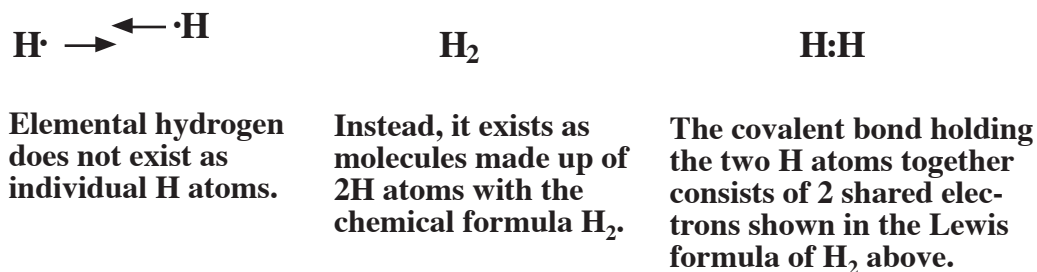 H· ·H
H₂
H:H
Elemental hydrogen
does not exist as
individual H atoms.
Instead, it exists as
molecules made up of
2H atoms with the
chemical formula H₂.
The covalent bond holding
the two H atoms together
consists of 2 shared elec-
trons shown in the Lewis
formula of H₂ above.